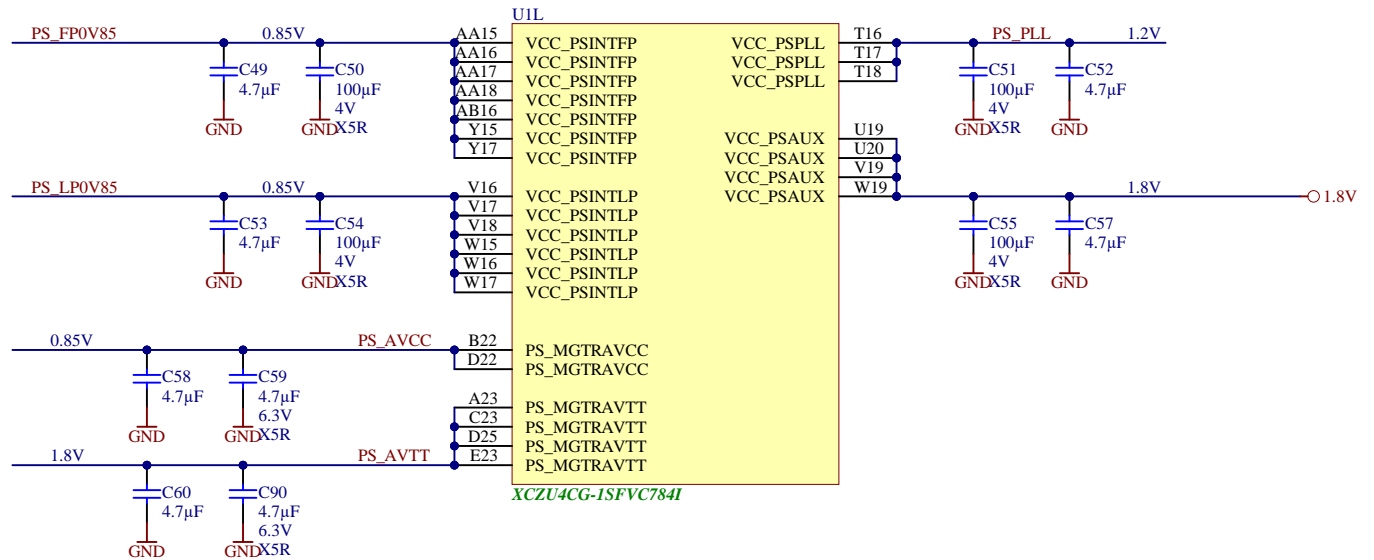 U1L
PS_FP0V85 0.85V
C49
4.7µF
GND
C50
100µF
4V
X5R
GND
AA15 VCC_PSINTFP
AA16 VCC_PSINTFP
AA17 VCC_PSINTFP
AA18 VCC_PSINTFP
AB16 VCC_PSINTFP
Y15 VCC_PSINTFP
Y17 VCC_PSINTFP
PS_LP0V85 0.85V
C53
4.7µF
GND
C54
100µF
4V
X5R
GND
V16 VCC_PSINTLP
V17 VCC_PSINTLP
V18 VCC_PSINTLP
W15 VCC_PSINTLP
W16 VCC_PSINTLP
W17 VCC_PSINTLP
0.85V PS_AVCC
C58
4.7µF
GND
C59
4.7µF
6.3V
X5R
GND
B22 PS_MGTRAVCC
D22 PS_MGTRAVCC
A23 PS_MGTRAVTT
C23 PS_MGTRAVTT
D25 PS_MGTRAVTT
E23 PS_MGTRAVTT
1.8V PS_AVTT
C60
4.7µF
GND
C90
4.7µF
6.3V
X5R
GND
VCC_PSPLL T16
VCC_PSPLL T17
VCC_PSPLL T18
PS_PLL 1.2V
C51
100µF
4V
X5R
GND
C52
4.7µF
GND
VCC_PSAUX U19
VCC_PSAUX U20
VCC_PSAUX V19
VCC_PSAUX W19
1.8V 1.8V
C55
100µF
4V
X5R
GND
C57
4.7µF
GND
XCZU4CG-1SFVC784I